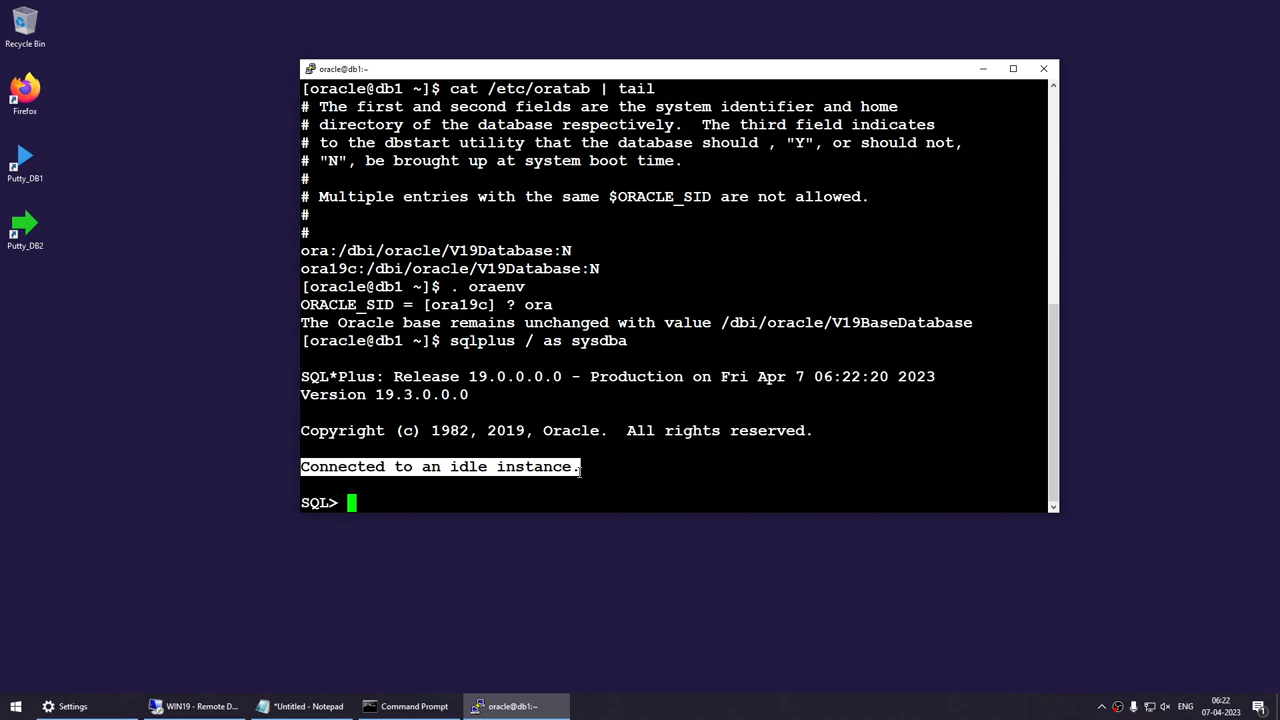 Recycle Bin
Firefox
Putty_DB1
Putty_DB2
oracle@db1:~
[oracle@db1 ~]$ cat /etc/oratab | tail
# The first and second fields are the system identifier and home
# directory of the database respectively.  The third field indicates
# to the dbstart utility that the database should , "Y", or should not,
# "N", be brought up at system boot time.
#
# Multiple entries with the same $ORACLE_SID are not allowed.
#
#
ora:/dbi/oracle/V19Database:N
ora19c:/dbi/oracle/V19Database:N
[oracle@db1 ~]$ . oraenv
ORACLE_SID = [ora19c] ? ora
The Oracle base remains unchanged with value /dbi/oracle/V19BaseDatabase
[oracle@db1 ~]$ sqlplus / as sysdba
SQL*Plus: Release 19.0.0.0.0 - Production on Fri Apr 7 06:22:20 2023
Version 19.3.0.0.0
Copyright (c) 1982, 2019, Oracle.  All rights reserved.
Connected to an idle instance.
SQL>
Settings
WIN19 - Remote D...
*Untitled - Notepad
Command Prompt
oracle@db1:~
ENG
06:22
07-04-2023